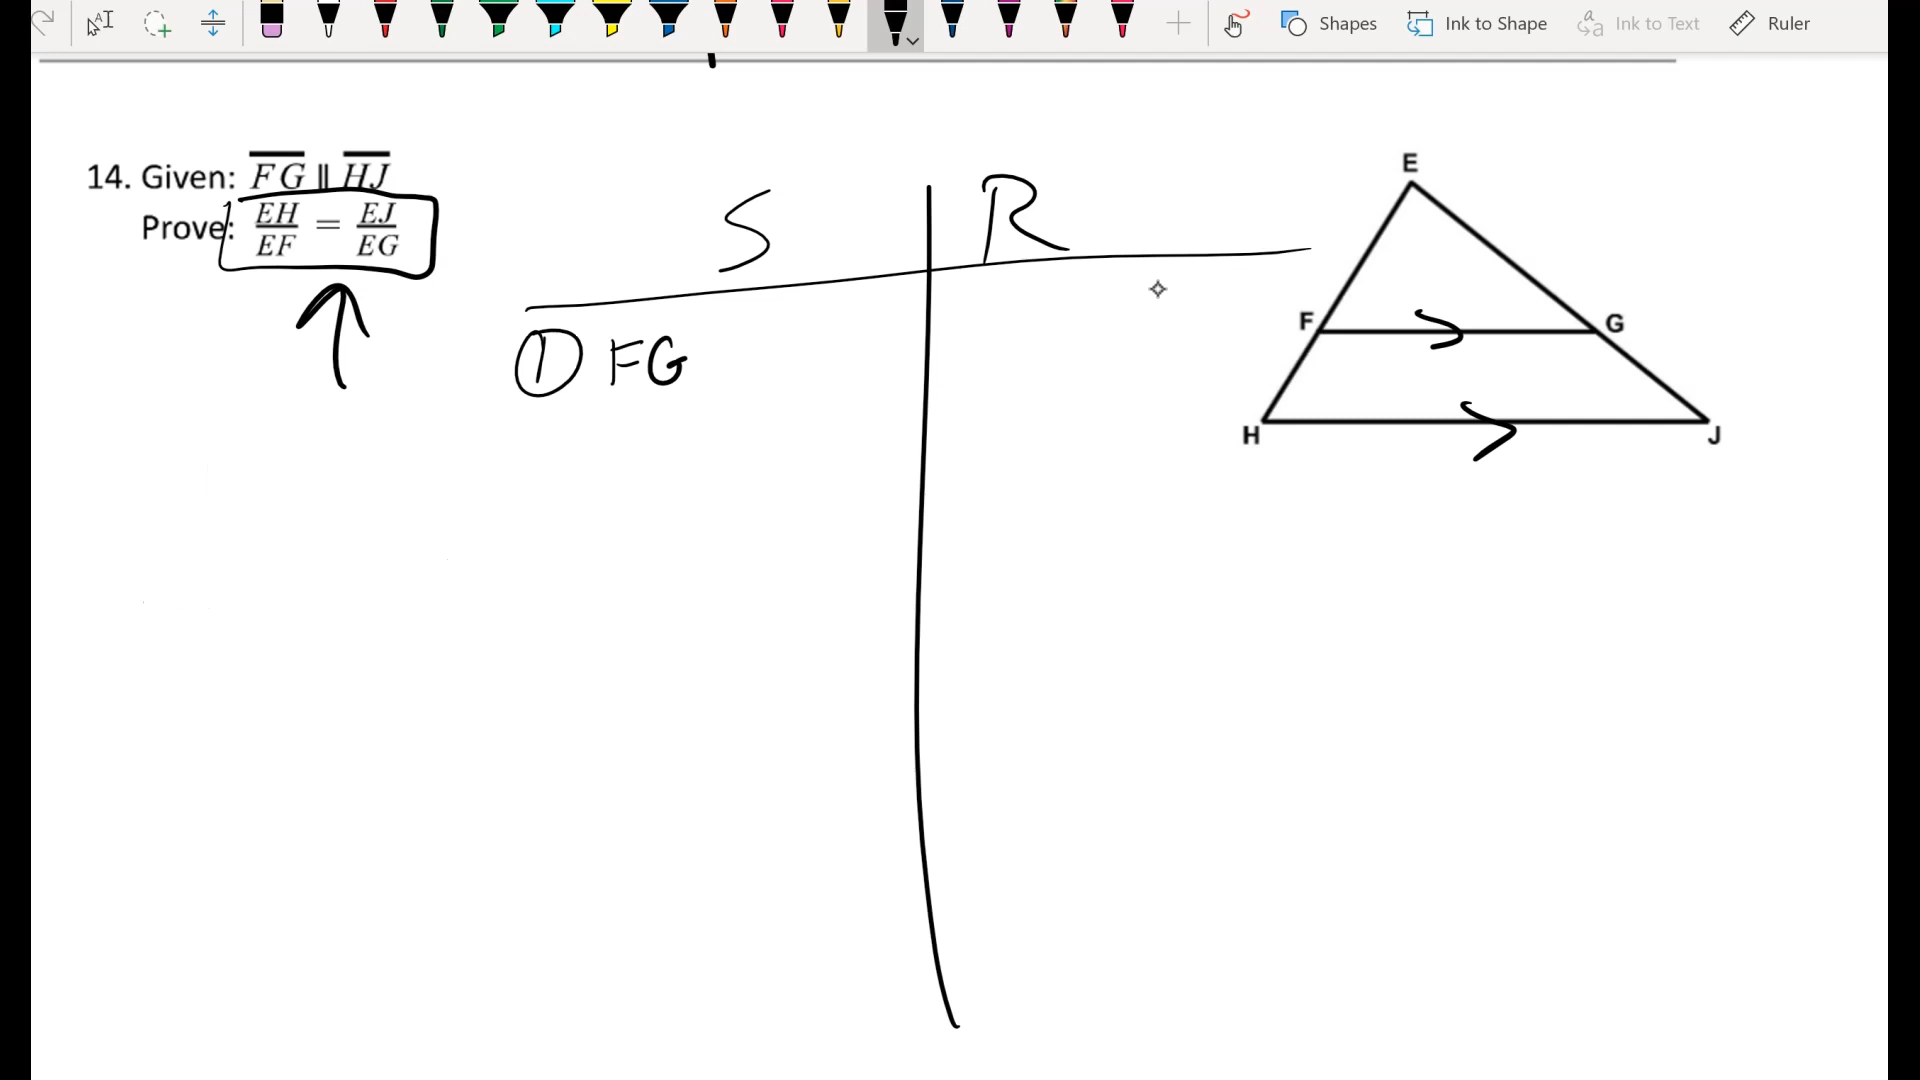 Shapes
Ink to Shape
Ink to Text
Ruler
14. Given: FG ∥ HJ
Prove: EH/EF = EJ/EG
S R
① FG
E
F G
H J